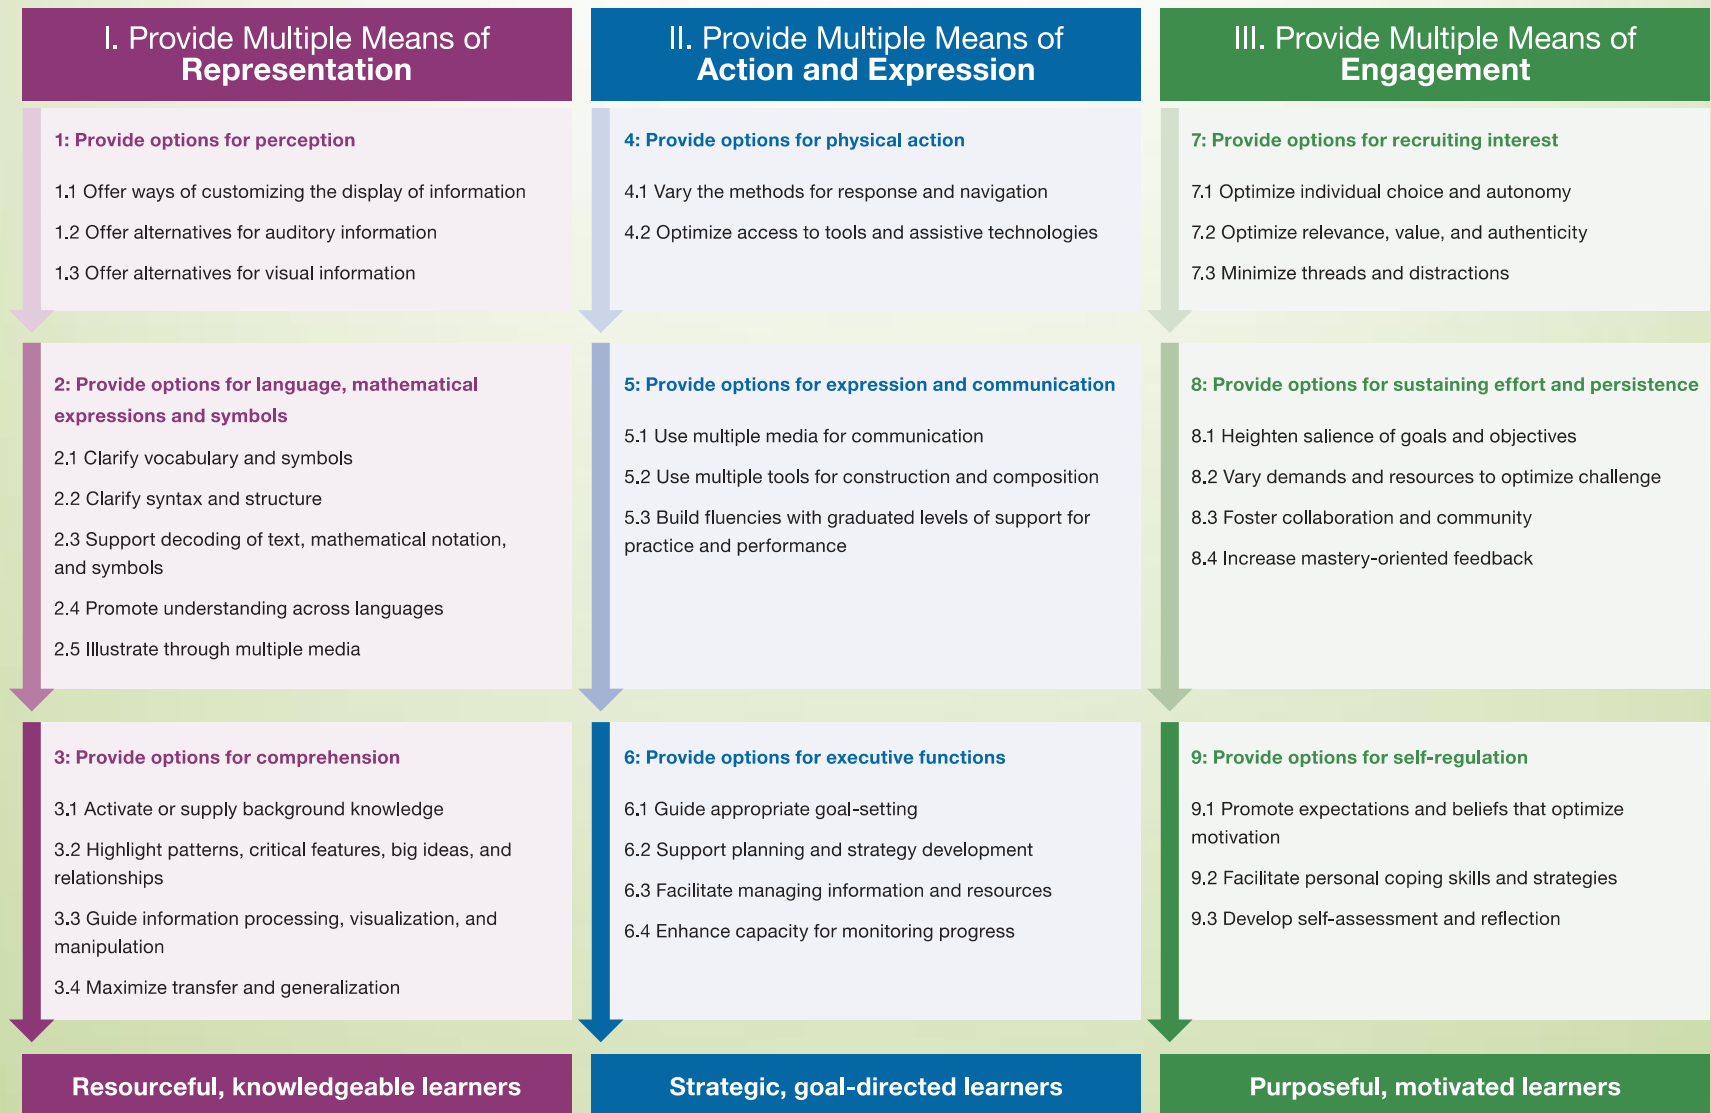 I. Provide Multiple Means of
Representation
1: Provide options for perception
1.1 Offer ways of customizing the display of information
1.2 Offer alternatives for auditory information
1.3 Offer alternatives for visual information
2: Provide options for language, mathematical
expressions and symbols
2.1 Clarify vocabulary and symbols
2.2 Clarify syntax and structure
2.3 Support decoding of text, mathematical notation,
and symbols
2.4 Promote understanding across languages
2.5 Illustrate through multiple media
3: Provide options for comprehension
3.1 Activate or supply background knowledge
3.2 Highlight patterns, critical features, big ideas, and
relationships
3.3 Guide information processing, visualization, and
manipulation
3.4 Maximize transfer and generalization
Resourceful, knowledgeable learners
II. Provide Multiple Means of
Action and Expression
4: Provide options for physical action
4.1 Vary the methods for response and navigation
4.2 Optimize access to tools and assistive technologies
5: Provide options for expression and communication
5.1 Use multiple media for communication
5.2 Use multiple tools for construction and composition
5.3 Build fluencies with graduated levels of support for
practice and performance
6: Provide options for executive functions
6.1 Guide appropriate goal-setting
6.2 Support planning and strategy development
6.3 Facilitate managing information and resources
6.4 Enhance capacity for monitoring progress
Strategic, goal-directed learners
III. Provide Multiple Means of
Engagement
7: Provide options for recruiting interest
7.1 Optimize individual choice and autonomy
7.2 Optimize relevance, value, and authenticity
7.3 Minimize threads and distractions
8: Provide options for sustaining effort and persistence
8.1 Heighten salience of goals and objectives
8.2 Vary demands and resources to optimize challenge
8.3 Foster collaboration and community
8.4 Increase mastery-oriented feedback
9: Provide options for self-regulation
9.1 Promote expectations and beliefs that optimize
motivation
9.2 Facilitate personal coping skills and strategies
9.3 Develop self-assessment and reflection
Purposeful, motivated learners